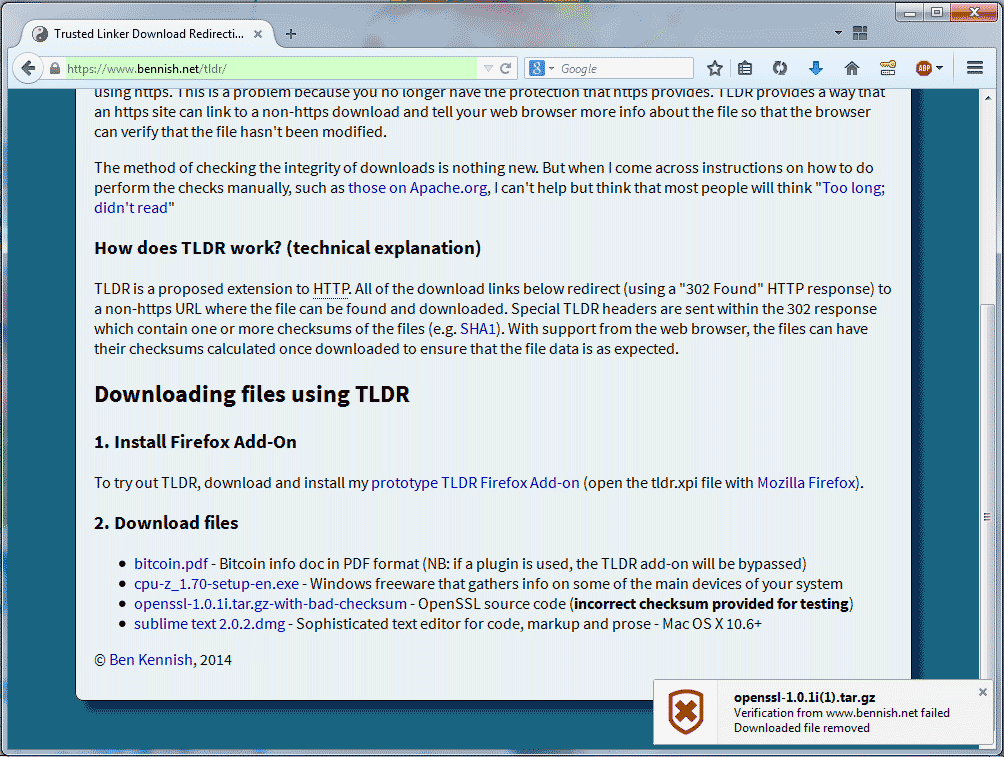 Trusted Linker Download Redirecti...
https://www.bennish.net/tldr/
8
Google
ABP
using https. This is a problem because you no longer have the protection that https provides. TLDR provides a way that
an https site can link to a non-https download and tell your web browser more info about the file so that the browser
can verify that the file hasn't been modified.
The method of checking the integrity of downloads is nothing new. But when I come across instructions on how to do
perform the checks manually, such as those on Apache.org, I can't help but think that most people will think "Too long;
didn't read"
How does TLDR work? (technical explanation)
TLDR is a proposed extension to HTTP. All of the download links below redirect (using a "302 Found" HTTP response) to
a non-https URL where the file can be found and downloaded. Special TLDR headers are sent within the 302 response
which contain one or more checksums of the files (e.g. SHA1). With support from the web browser, the files can have
their checksums calculated once downloaded to ensure that the file data is as expected.
Downloading files using TLDR
1. Install Firefox Add-On
To try out TLDR, download and install my prototype TLDR Firefox Add-on (open the tldr.xpi file with Mozilla Firefox).
2. Download files
• bitcoin.pdf - Bitcoin info doc in PDF format (NB: if a plugin is used, the TLDR add-on will be bypassed)
• cpu-z_1.70-setup-en.exe - Windows freeware that gathers info on some of the main devices of your system
• openssl-1.0.1i.tar.gz-with-bad-checksum - OpenSSL source code (incorrect checksum provided for testing)
• sublime text 2.0.2.dmg - Sophisticated text editor for code, markup and prose - Mac OS X 10.6+
© Ben Kennish, 2014
openssl-1.0.1i(1).tar.gz
Verification from www.bennish.net failed
Downloaded file removed